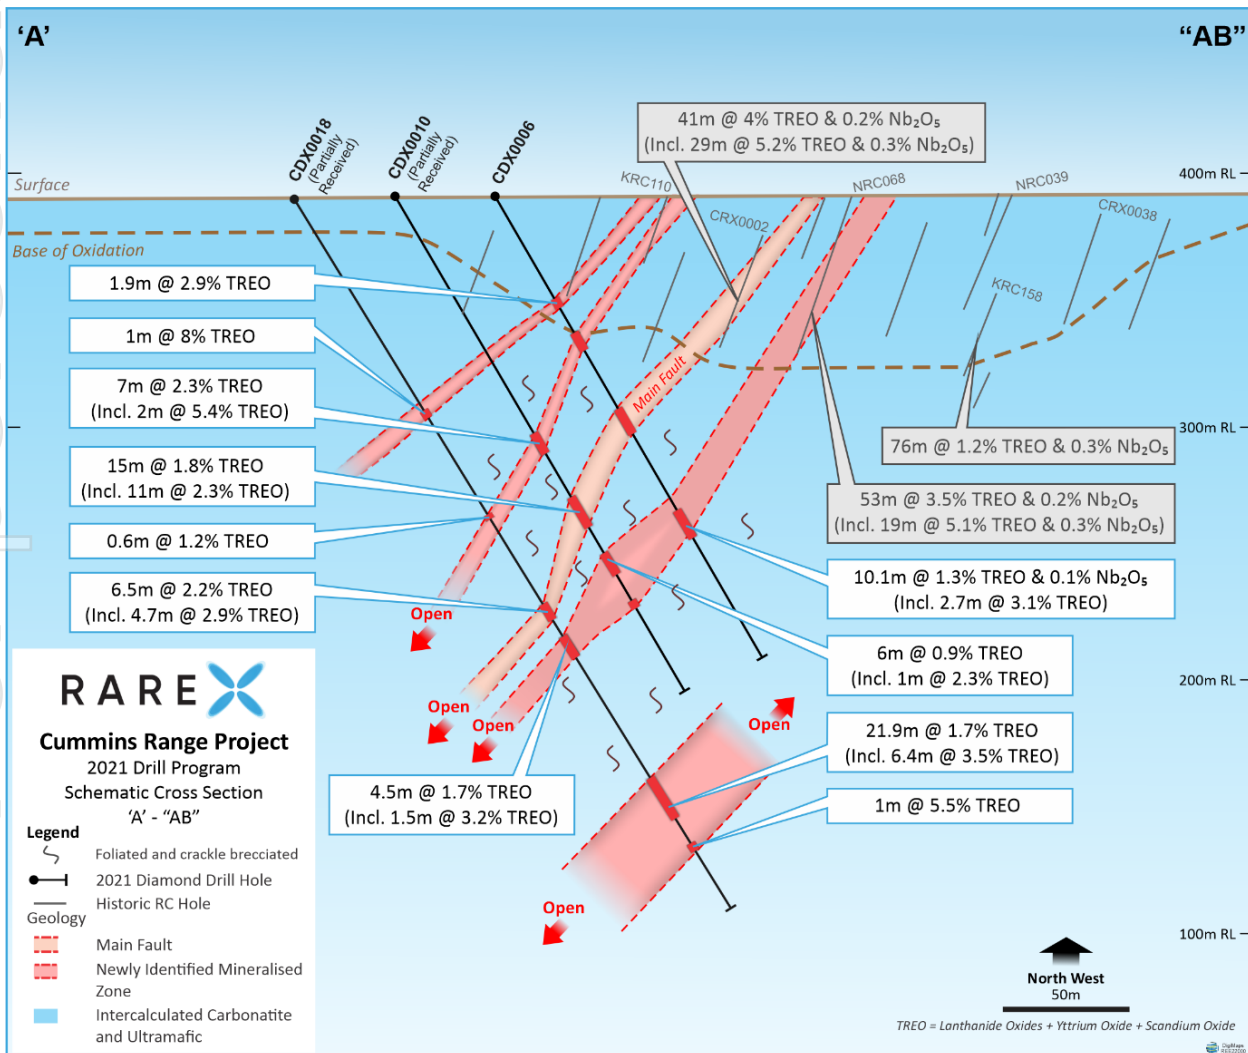 'A'
"AB"
CDX0018
(Partially
Received)
CDX0010
(Partially
Received)
CDX0006
41m @ 4% TREO & 0.2% Nb₂O₅
(Incl. 29m @ 5.2% TREO & 0.3% Nb₂O₅)
400m RL
Surface
KRC110
NRC068
NRC039
CRX0002
CRX0038
Base of Oxidation
1.9m @ 2.9% TREO
KRC158
1m @ 8% TREO
7m @ 2.3% TREO
(Incl. 2m @ 5.4% TREO)
Main Fault
300m RL
76m @ 1.2% TREO & 0.3% Nb₂O₅
15m @ 1.8% TREO
(Incl. 11m @ 2.3% TREO)
53m @ 3.5% TREO & 0.2% Nb₂O₅
(Incl. 19m @ 5.1% TREO & 0.3% Nb₂O₅)
0.6m @ 1.2% TREO
10.1m @ 1.3% TREO & 0.1% Nb₂O₅
(Incl. 2.7m @ 3.1% TREO)
6.5m @ 2.2% TREO
(Incl. 4.7m @ 2.9% TREO)
Open
6m @ 0.9% TREO
(Incl. 1m @ 2.3% TREO)
200m RL
Open
Open
Open
21.9m @ 1.7% TREO
(Incl. 6.4m @ 3.5% TREO)
4.5m @ 1.7% TREO
(Incl. 1.5m @ 3.2% TREO)
1m @ 5.5% TREO
Open
100m RL
RAREX
Cummins Range Project
2021 Drill Program
Schematic Cross Section
'A' - "AB"
Legend
Foliated and crackle brecciated
2021 Diamond Drill Hole
Historic RC Hole
Geology
Main Fault
Newly Identified Mineralised
Zone
Intercalculated Carbonatite
and Ultramafic
North West
50m
TREO = Lanthanide Oxides + Yttrium Oxide + Scandium Oxide
DigiMaps